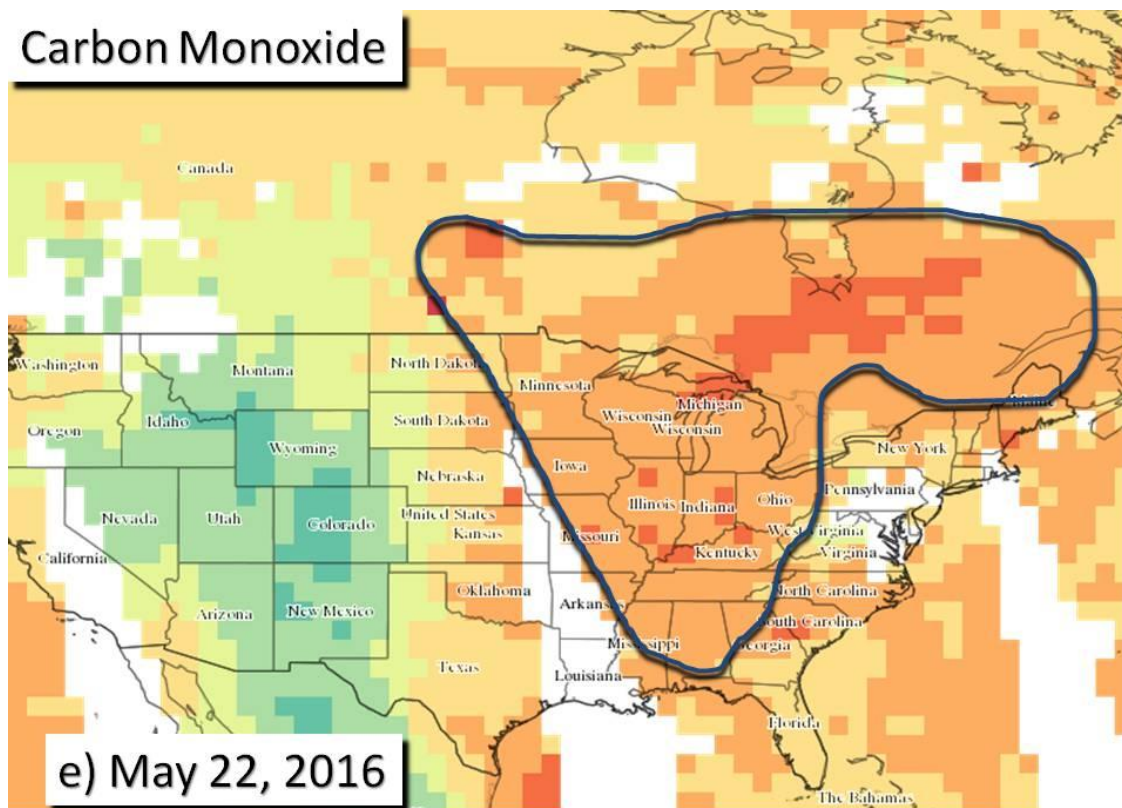 Carbon Monoxide
Canada
Washington
Montana
North Dakota
Minnesota
Maine
Oregon
Idaho
South Dakota
Wisconsin
Michigan
Wisconsin
Wyoming
New York
Iowa
Nebraska
Nevada
Utah
Colorado
United States
Kansas
Illinois
Indiana
Ohio
Pennsylvania
California
Missouri
Kentucky
West Virginia
Virginia
Arizona
New Mexico
Oklahoma
Arkansas
North Carolina
South Carolina
Mississippi
Georgia
Texas
Louisiana
Florida
The Bahamas
e) May 22, 2016